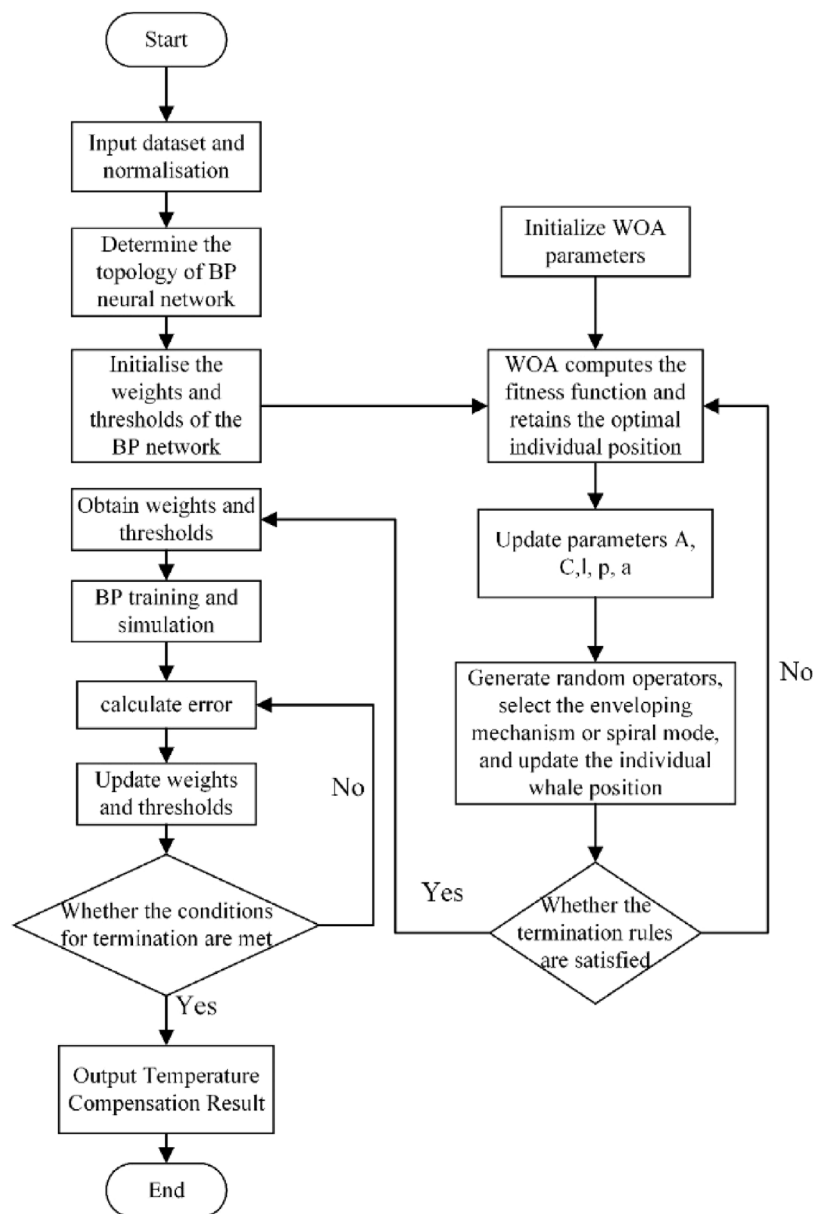 Start
Input dataset and
normalisation
Determine the
topology of BP
neural network
Initialise the
weights and
thresholds of the
BP network
Obtain weights and
thresholds
BP training and
simulation
calculate error
Update weights
and thresholds
No
Whether the conditions
for termination are met
Yes
Output Temperature
Compensation Result
End
Initialize WOA
parameters
WOA computes the
fitness function and
retains the optimal
individual position
Update parameters A,
C,l, p, a
Generate random operators,
select the enveloping
mechanism or spiral mode,
and update the individual
whale position
No
Yes
Whether the
termination rules
are satisfied